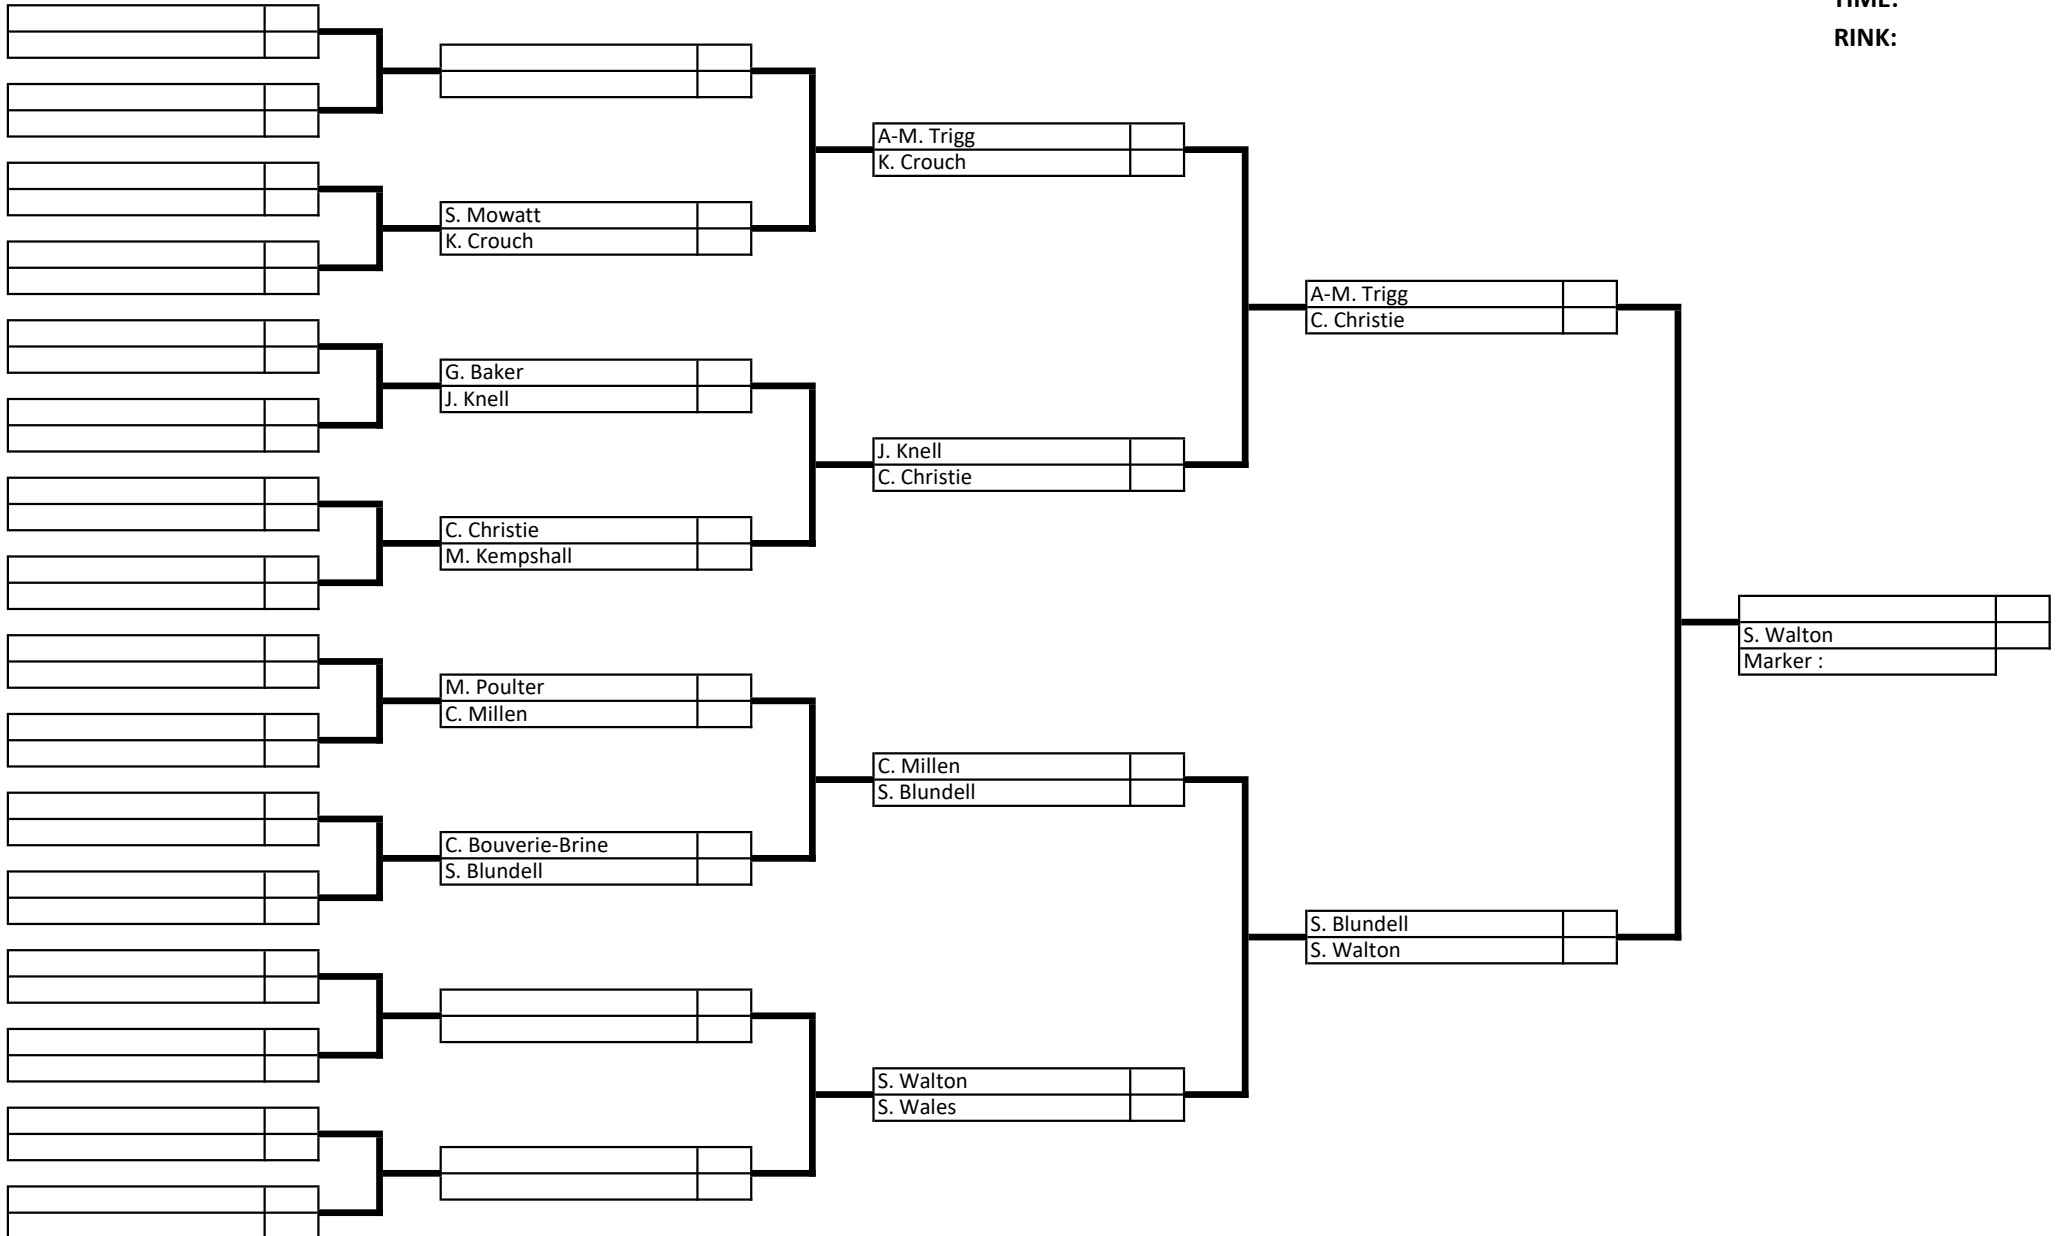 TIME:
RINK:
A-M. Trigg
K. Crouch
S. Mowatt
K. Crouch
A-M. Trigg
C. Christie
G. Baker
J. Knell
J. Knell
C. Christie
C. Christie
M. Kempshall
S. Walton
Marker :
M. Poulter
C. Millen
C. Millen
S. Blundell
C. Bouverie-Brine
S. Blundell
S. Blundell
S. Walton
S. Walton
S. Wales